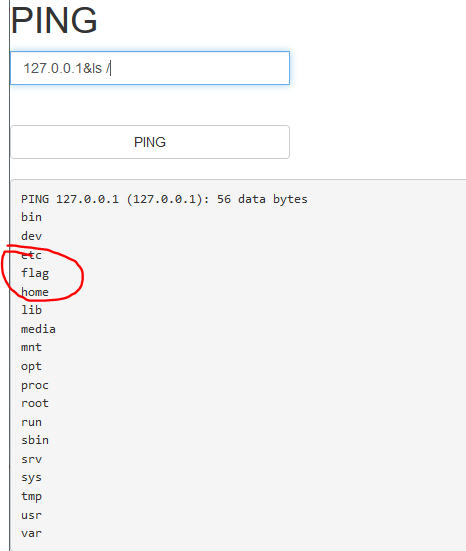 PING
127.0.0.1&ls /
PING
PING 127.0.0.1 (127.0.0.1): 56 data bytes
bin
dev
etc
flag
home
lib
media
mnt
opt
proc
root
run
sbin
srv
sys
tmp
usr
var